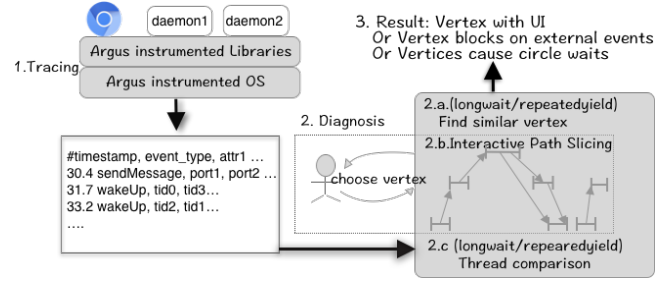 daemon1
daemon2
Argus instrumented Libraries
1.Tracing
Argus instrumented OS
#timestamp, event_type, attr1 ...
30.4 sendMessage, port1, port2 ...
31.7 wakeUp, tid0, tid3...
33.2 wakeUp, tid2, tid1...
....
2. Diagnosis
choose vertex
3. Result: Vertex with UI
Or Vertex blocks on external events
Or Vertices cause circle waits
2.a.(longwait/repeatedyield)
Find similar vertex
2.b.Interactive Path Slicing
2.c (longwait/repearedyield)
Thread comparison